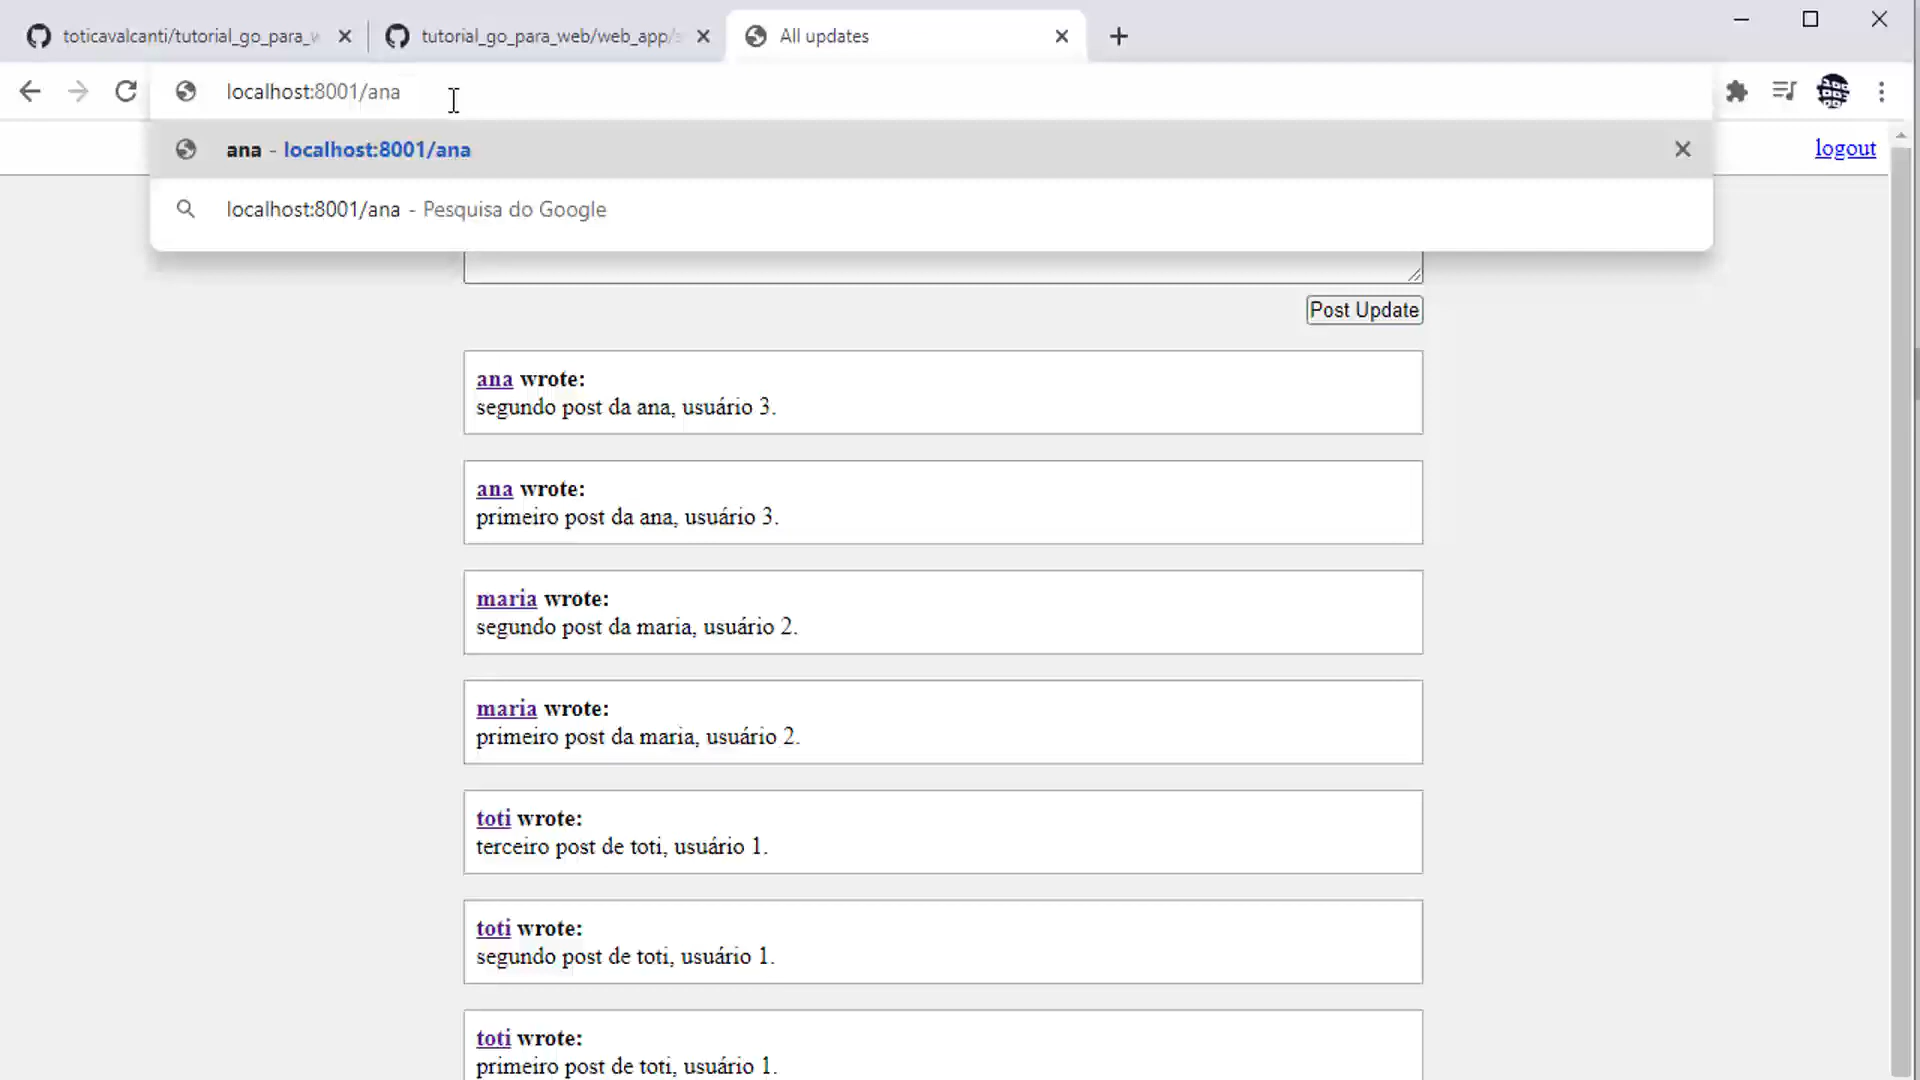 toticavalcanti/tutorial_go_para_w
tutorial_go_para_web/web_app/s
All updates
localhost:8001/ana
ana - localhost:8001/ana
logout
localhost:8001/ana - Pesquisa do Google
Post Update
ana wrote:
segundo post da ana, usuário 3.
ana wrote:
primeiro post da ana, usuário 3.
maria wrote:
segundo post da maria, usuário 2.
maria wrote:
primeiro post da maria, usuário 2.
toti wrote:
terceiro post de toti, usuário 1.
toti wrote:
segundo post de toti, usuário 1.
toti wrote:
primeiro post de toti, usuário 1.